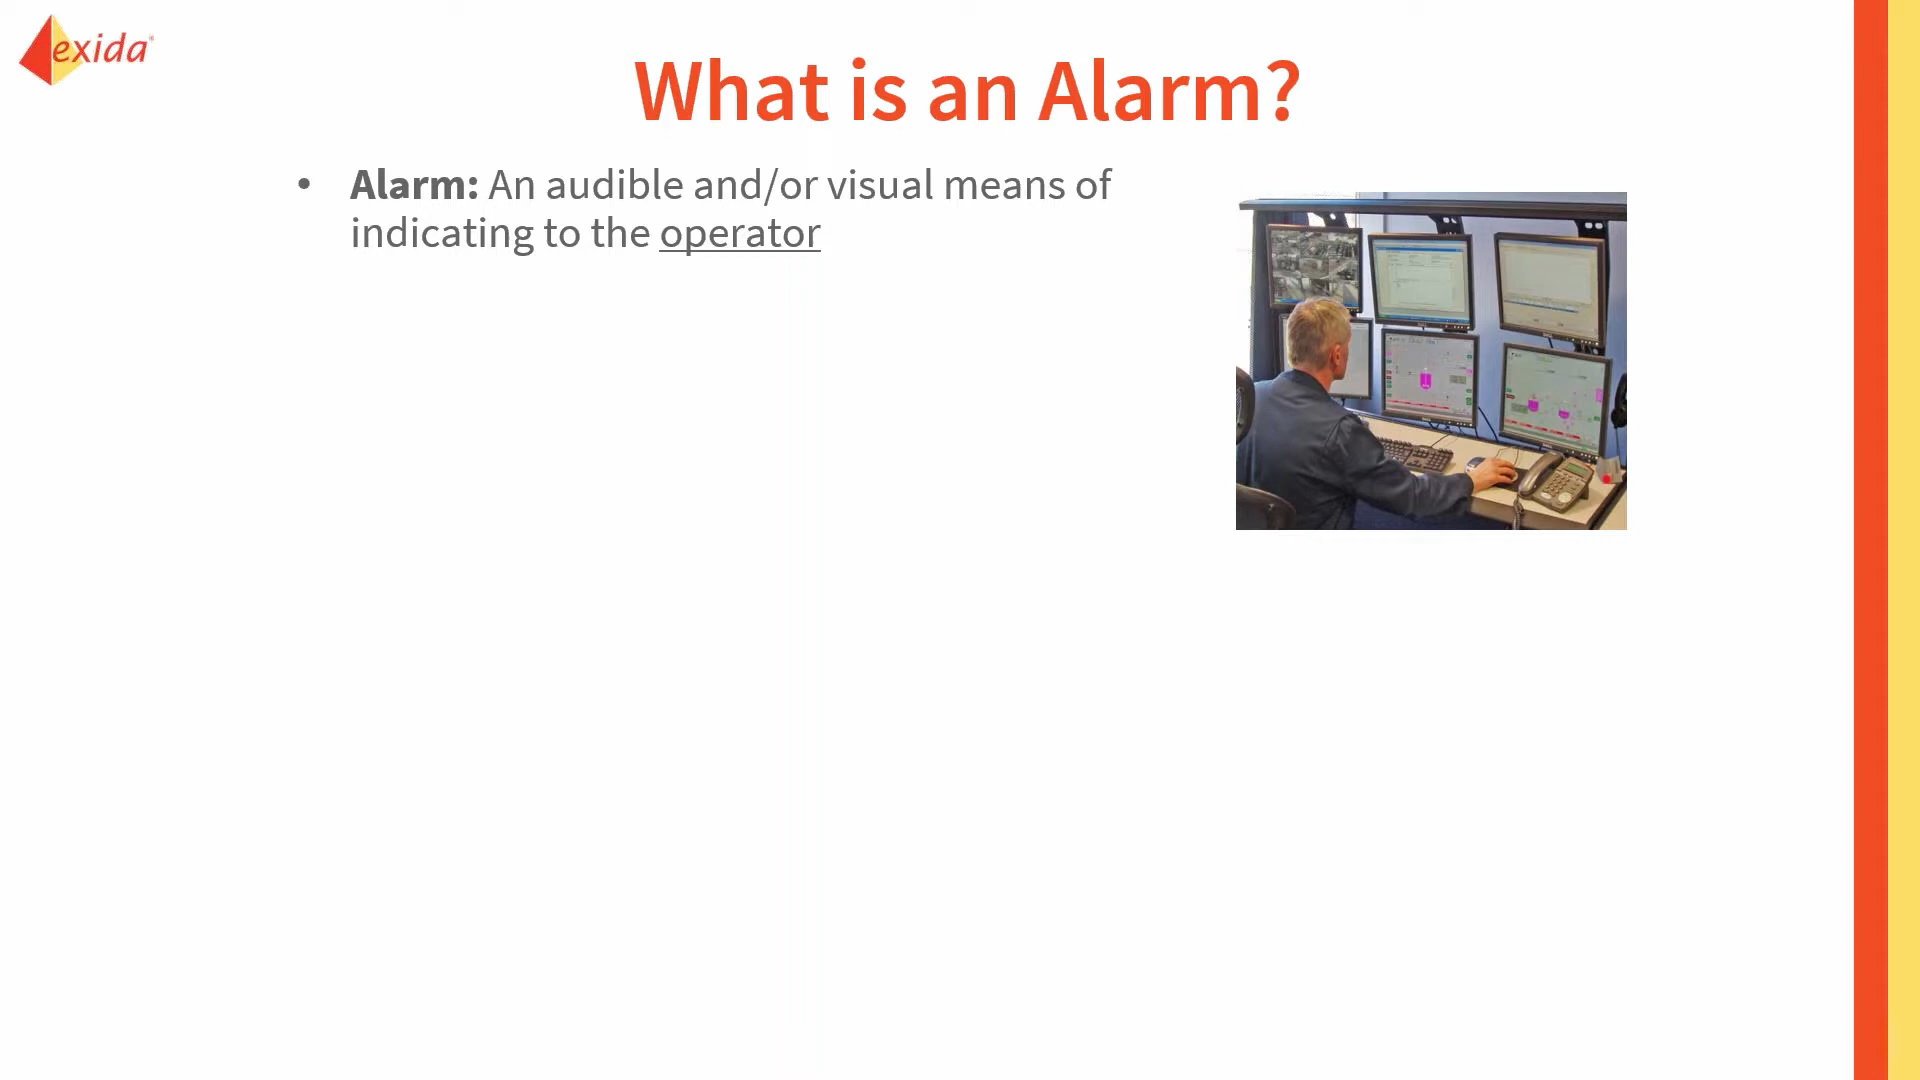 exida
What is an Alarm?
• Alarm: An audible and/or visual means of
indicating to the operator